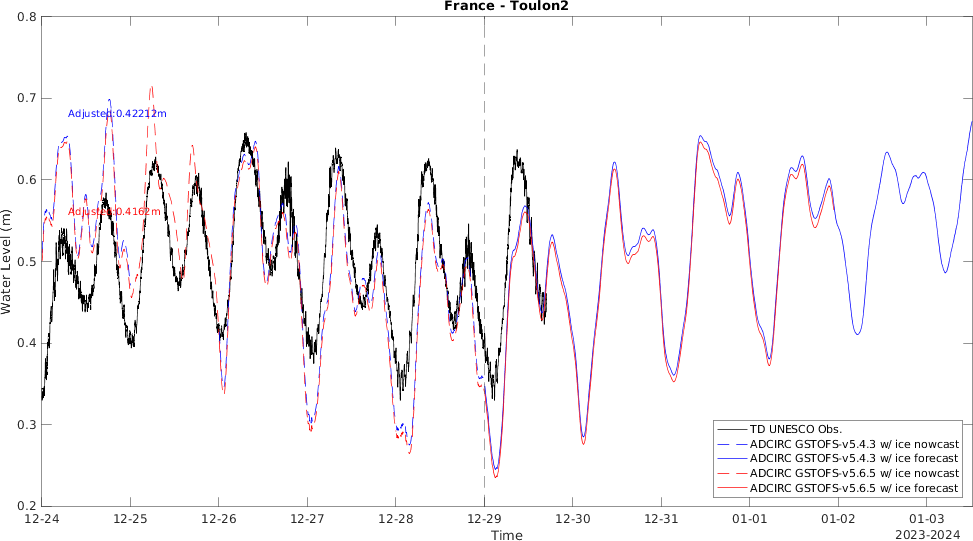 France - Toulon2
0.8
0.7
0.6
0.5
0.4
0.3
0.2
Water Level (m)
Adjusted:0.42212m
Adjusted:0.4162m
TD UNESCO Obs.
ADCIRC GSTOFS-v5.4.3 w/ ice nowcast
ADCIRC GSTOFS-v5.4.3 w/ ice forecast
ADCIRC GSTOFS-v5.6.5 w/ ice nowcast
ADCIRC GSTOFS-v5.6.5 w/ ice forecast
12-24 12-25 12-26 12-27 12-28 12-29 12-30 12-31 01-01 01-02 01-03
Time
2023-2024